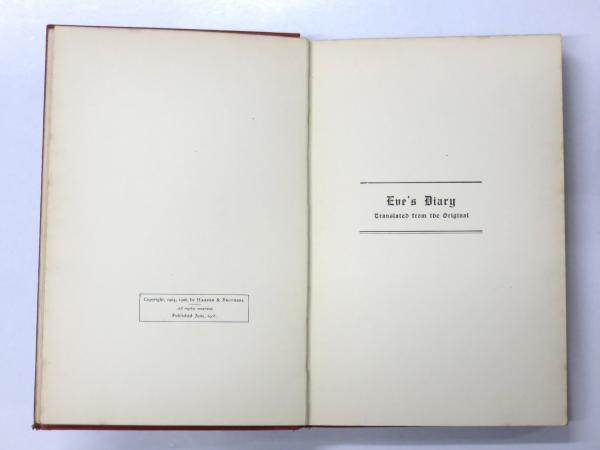 Copyright, 1905, 1906, by HARPER & BROTHERS.
All rights reserved.
Published June, 1906.
Eve's Diary
Translated from the Original